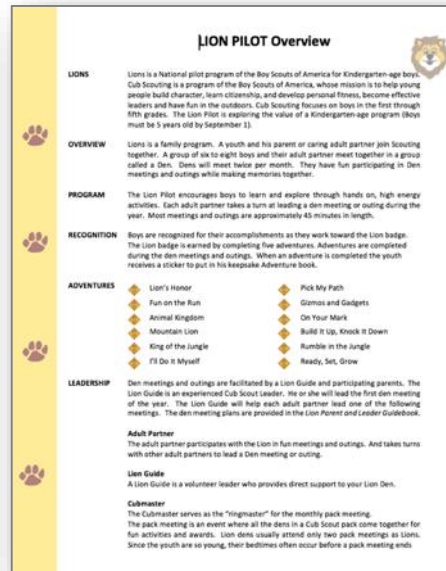 LION PILOT Overview
LIONS
Lions is a National pilot program of the Boy Scouts of America for Kindergarten-age boys.
Cub Scouting is a program of the Boy Scouts of America, whose mission is to help young
people build character, learn citizenship, and develop personal fitness, become effective
leaders and have fun in the outdoors. Cub Scouting focuses on boys in the first through
fifth grades. The Lion Pilot is exploring the value of a Kindergarten-age program (Boys
must be 5 years old by September 1).
OVERVIEW
Lions is a family program. A youth and his parent or caring adult partner join Scouting
together. A group of six to eight boys and their adult partner meet together in a group
called a Den. Dens will meet twice per month. They have fun participating in Den
meetings and outings while making memories together.
PROGRAM
The Lion Pilot encourages boys to learn and explore through hands on, high energy
activities. Each adult partner takes a turn at leading a den meeting or outing during the
year. Most meetings and outings are approximately 45 minutes in length.
RECOGNITION
Boys are recognized for their accomplishments as they work toward the Lion badge.
The Lion badge is earned by completing five adventures. Adventures are completed
during the den meetings and outings. When an adventure is completed the youth
receives a sticker to put in his keepsake Adventure book.
ADVENTURES
Lion's Honor
Fun on the Run
Animal Kingdom
Mountain Lion
King of the Jungle
I'll Do It Myself
Pick My Path
Gizmos and Gadgets
On Your Mark
Build It Up, Knock It Down
Rumble in the Jungle
Ready, Set, Grow
LEADERSHIP
Den meetings and outings are facilitated by a Lion Guide and participating parents. The
Lion Guide is an experienced Cub Scout Leader. He or she will lead the first den meeting
of the year. The Lion Guide will help each adult partner lead one of the following
meetings. The den meeting plans are provided in the Lion Parent and Leader Guidebook.
Adult Partner
The adult partner participates with the Lion in fun meetings and outings. And takes turns
with other adult partners to lead a Den meeting or outing.
Lion Guide
A Lion Guide is a volunteer leader who provides direct support to your Lion Den.
Cubmaster
The Cubmaster serves as the "ringmaster" for the monthly pack meeting.
The pack meeting is an event where all the dens in a Cub Scout pack come together for
fun activities and awards. Lion dens usually attend only two pack meetings as Lions.
Since the youth are so young, their bedtimes often occur before a pack meeting ends